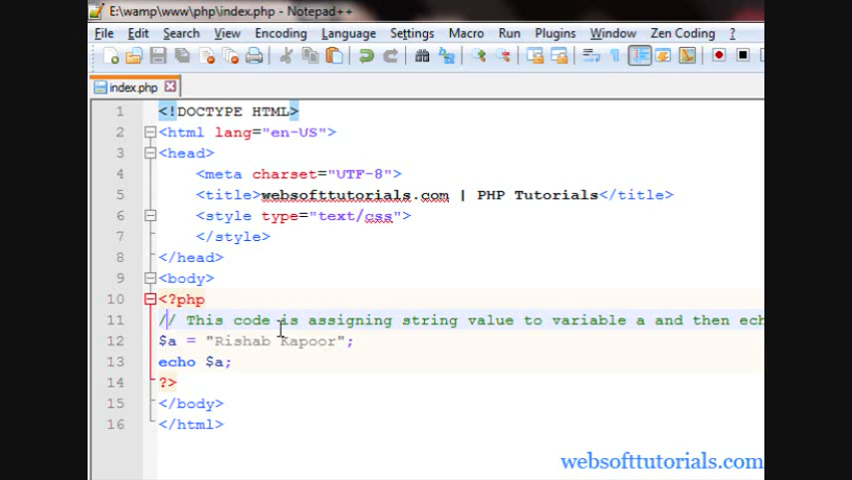 E:\wamp\www\php\index.php - Notepad++
File Edit Search View Encoding Language Settings Macro Run Plugins Window Zen Coding ?
index.php
1 <!DOCTYPE HTML>
2 <html lang="en-US">
3 <head>
4 <meta charset="UTF-8">
5 <title>websofttutorials.com | PHP Tutorials</title>
6 <style type="text/css">
7 </style>
8 </head>
9 <body>
10 <?php
11 // This code is assigning string value to variable a and then ech
12 $a = "Rishab Kapoor";
13 echo $a;
14 ?>
15 </body>
16 </html>
websofttutorials.com